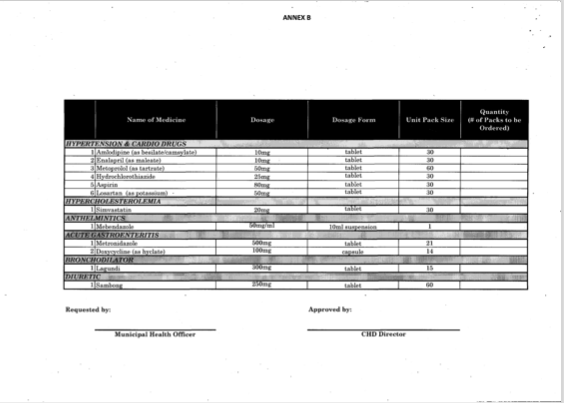 ANNEX B
Name of Medicine Dosage Dosage Form Unit Pack Size Quantity (# of Packs to be Ordered)
HYPERTENSION & CARDIO DRUGS
1 Amlodipine (as besilate/camsylate) 10mg tablet 30
2 Enalapril (as maleate) 10mg tablet 30
3 Metoprolol (as tartrate) 50mg tablet 60
4 Hydrochlorothiazide 25mg tablet 30
5 Aspirin 80mg tablet 30
6 Losartan (as potassium) 50mg tablet 30
HYPERCHOLESTEROLEMIA
1 Simvastatin 20mg tablet 30
ANTHELMINTICS
1 Mebendazole 50mg/ml 10ml suspension 1
ACUTE GASTROENTERITIS
1 Metronidazole 500mg tablet 21
2 Doxycycline (as hyclate) 100mg capsule 14
BRONCHODILATOR
1 Lagundi 300mg tablet 15
DIURETIC
1 Sambong 250mg tablet 60
Requested by: Approved by:
Municipal Health Officer CHD Director